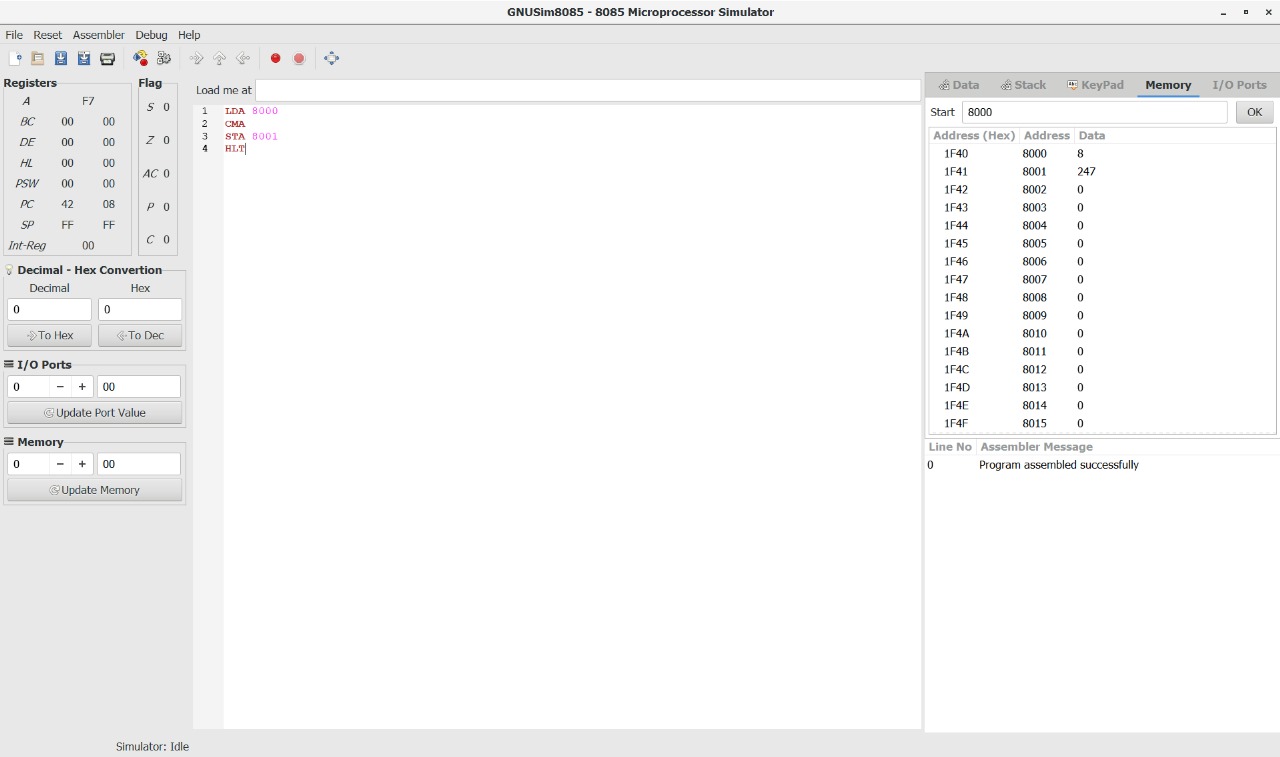 GNUSim8085 - 8085 Microprocessor Simulator
File Reset Assembler Debug Help
Registers
A F7
BC 00 00
DE 00 00
HL 00 00
PSW 00 00
PC 42 08
SP FF FF
Int-Reg 00
Flag
S 0
Z 0
AC 0
P 0
C 0
Decimal - Hex Convertion
Decimal Hex
0 0
To Hex To Dec
I/O Ports
0 − + 00
Update Port Value
Memory
0 − + 00
Update Memory
Load me at
1 LDA 8000
2 CMA
3 STA 8001
4 HLT
Data Stack KeyPad Memory I/O Ports
Start 8000 OK
Address (Hex) Address Data
1F40 8000 8
1F41 8001 247
1F42 8002 0
1F43 8003 0
1F44 8004 0
1F45 8005 0
1F46 8006 0
1F47 8007 0
1F48 8008 0
1F49 8009 0
1F4A 8010 0
1F4B 8011 0
1F4C 8012 0
1F4D 8013 0
1F4E 8014 0
1F4F 8015 0
Line No Assembler Message
0 Program assembled successfully
Simulator: Idle